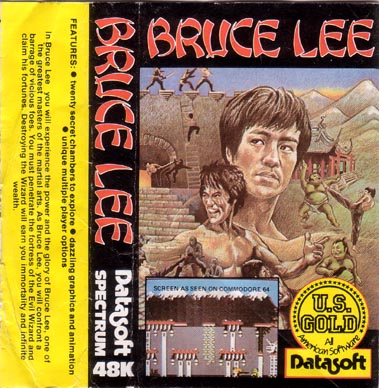 FEATURES: ● twenty secret chambers to explore ● dazzling graphics and animation
● unique multiple player options
In Bruce Lee you will experience the power and the glory of Bruce Lee, one of
the greatest masters of the martial arts. As Bruce Lee, you will confront a
barrage of vicious foes. You must penetrate the fortress of the Evil Wizard and
claim his fortunes. Destroying the Wizard will earn you immortality and infinite
wealth.
BRUCE LEE
Datasoft
SPECTRUM 48K
BRUCE LEE
SCREEN AS SEEN ON COMMODORE 64
U.S.
GOLD
All
American Software
Datasoft